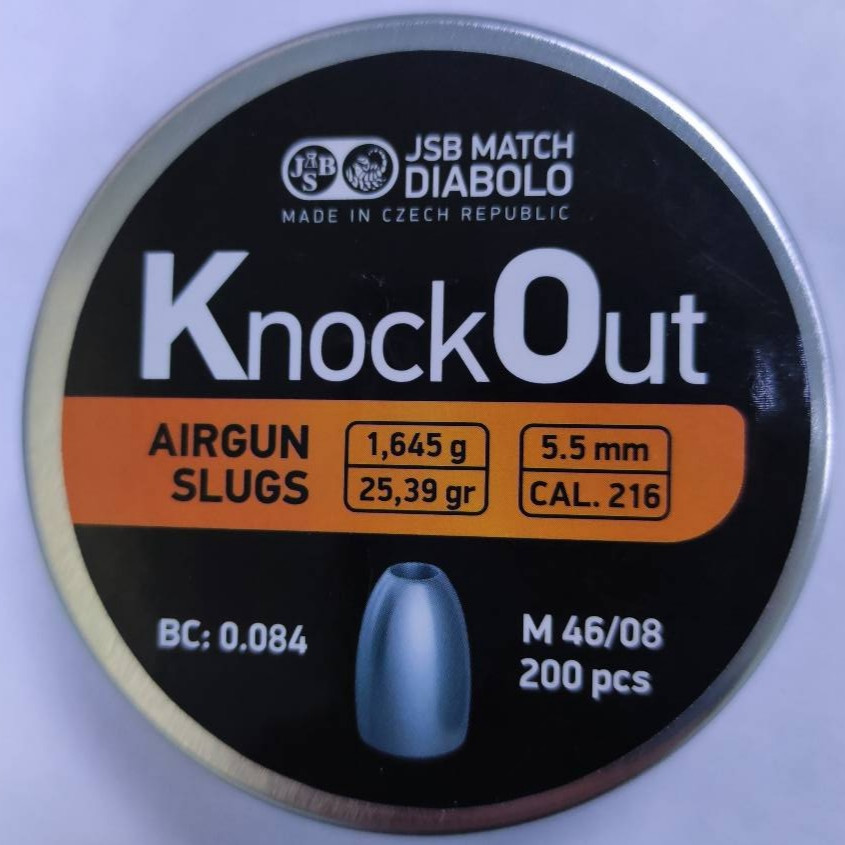 JSB
JSB MATCH
DIABOLO
MADE IN CZECH REPUBLIC
KnockOut
AIRGUN
SLUGS
1,645 g
25,39 gr
5.5 mm
CAL. 216
BC: 0.084
M 46/08
200 pcs